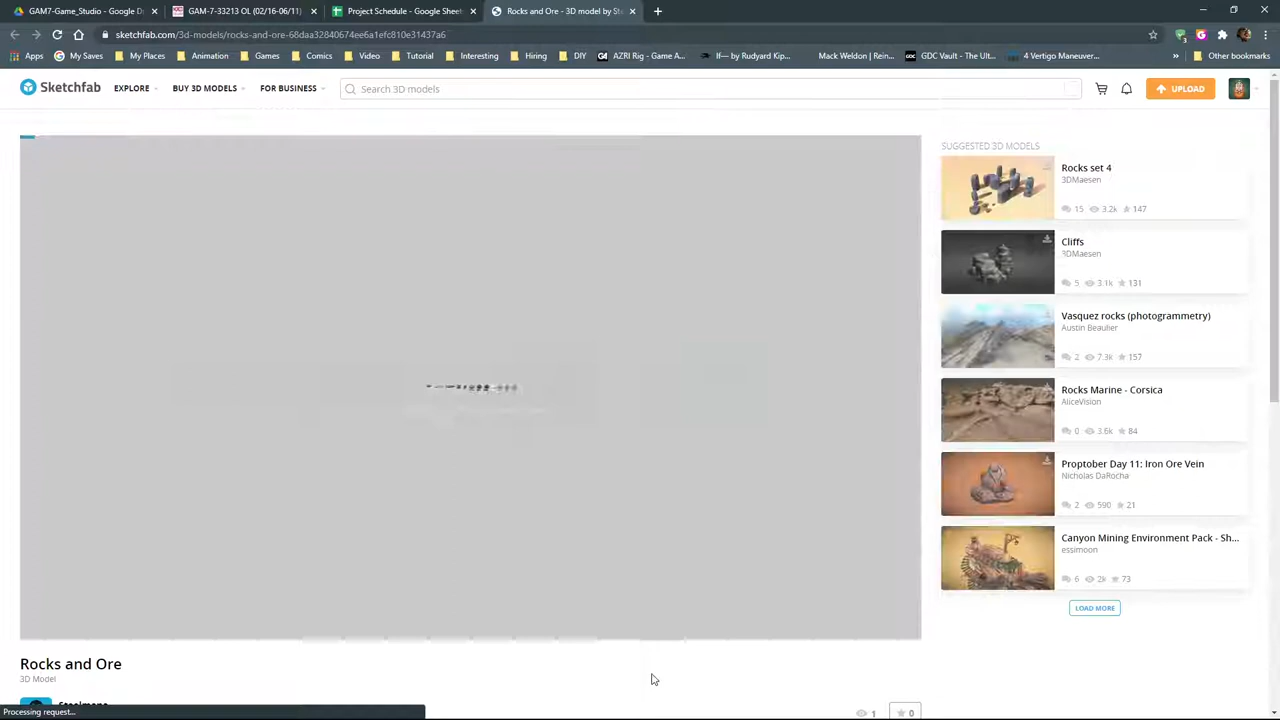 GAM7-Game_Studio - Google D
GAM-7-33213 OL (02/16-06/11)
Project Schedule - Google Sheets
Rocks and Ore - 3D model by St
sketchfab.com/3d-models/rocks-and-ore-68daa32840674ee6a1efc810e31437a6
Apps
My Saves
My Places
Animation
Games
Comics
Video
Tutorial
Interesting
Hiring
DIY
AZRI Rig - Game A...
If— by Rudyard Kip...
Mack Weldon | Rein...
GDC Vault - The Ult...
4 Vertigo Maneuver...
Other bookmarks
Sketchfab
EXPLORE
BUY 3D MODELS
FOR BUSINESS
Search 3D models
UPLOAD
SUGGESTED 3D MODELS
Rocks set 4
3DMaesen
15 3.2k 147
Cliffs
3DMaesen
5 3.1k 131
Vasquez rocks (photogrammetry)
Austin Beaulier
2 7.3k 157
Rocks Marine - Corsica
AliceVision
0 3.6k 84
Proptober Day 11: Iron Ore Vein
Nicholas DaRocha
2 590 21
Canyon Mining Environment Pack - Sh...
essimoon
6 2k 73
LOAD MORE
Rocks and Ore
3D Model
1 0
Processing request...